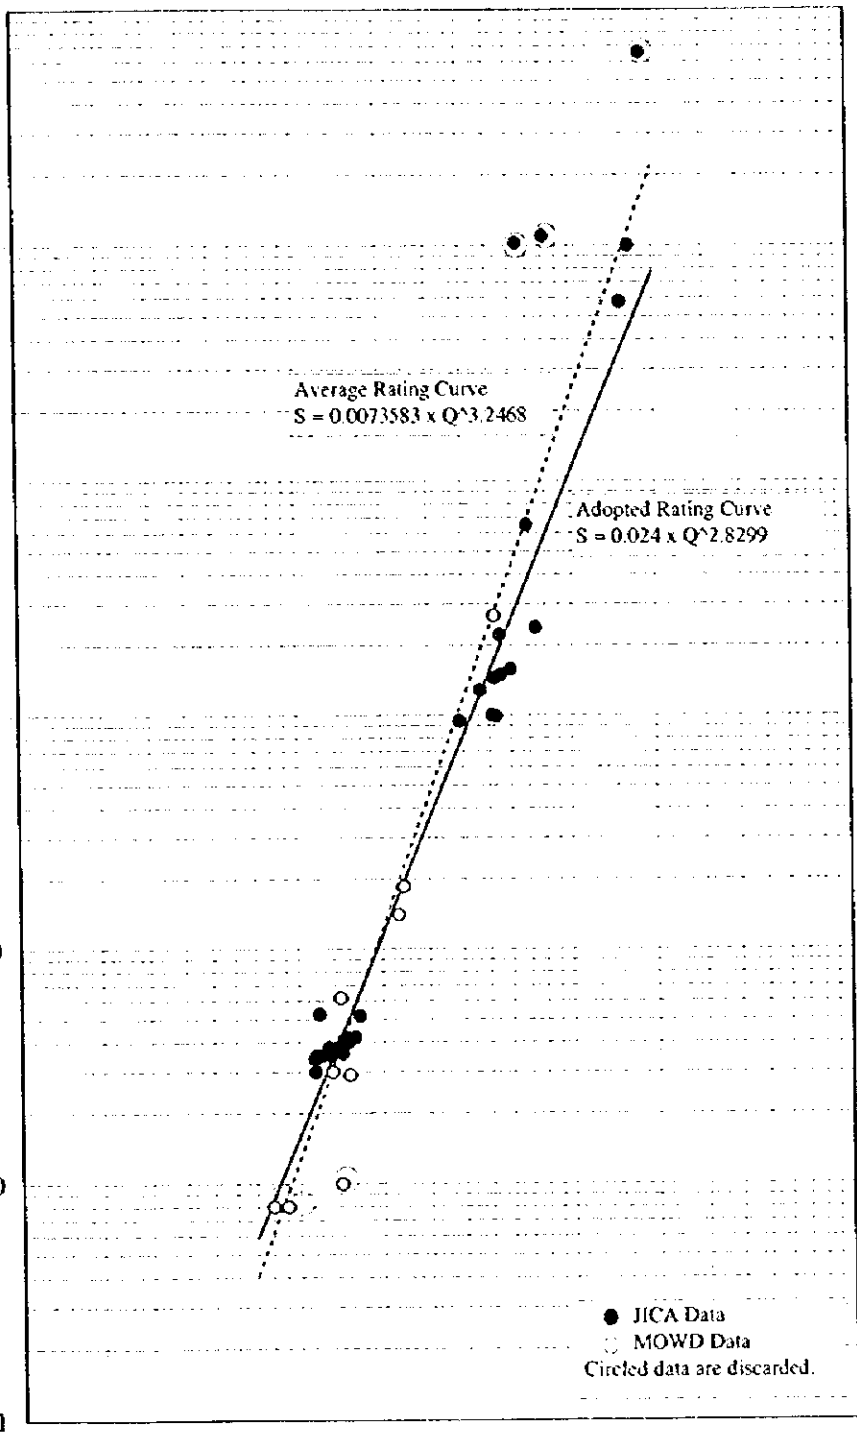 Average Rating Curve
S = 0.0073583 x Q^3.2468
Adopted Rating Curve
S = 0.024 x Q^2.8299
JICA Data
MOWD Data
Circled data are discarded.